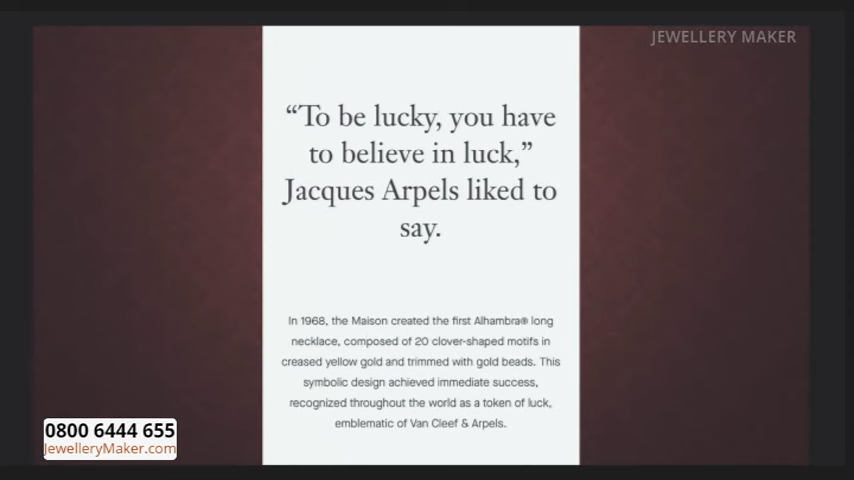 JEWELLERY MAKER
“To be lucky, you have
to believe in luck,”
Jacques Arpels liked to
say.
In 1968, the Maison created the first Alhambra® long
necklace, composed of 20 clover-shaped motifs in
creased yellow gold and trimmed with gold beads. This
symbolic design achieved immediate success,
recognized throughout the world as a token of luck,
emblematic of Van Cleef & Arpels.
0800 6444 655
JewelleryMaker.com